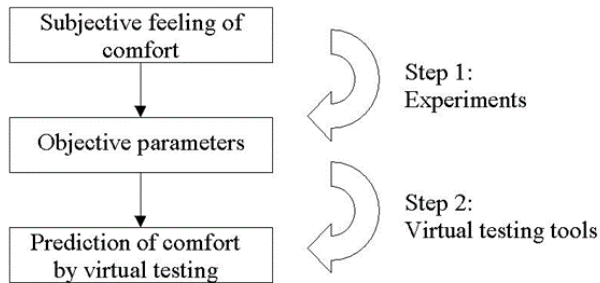 Subjective feeling of
comfort
Step 1:
Experiments
Objective parameters
Step 2:
Virtual testing tools
Prediction of comfort
by virtual testing